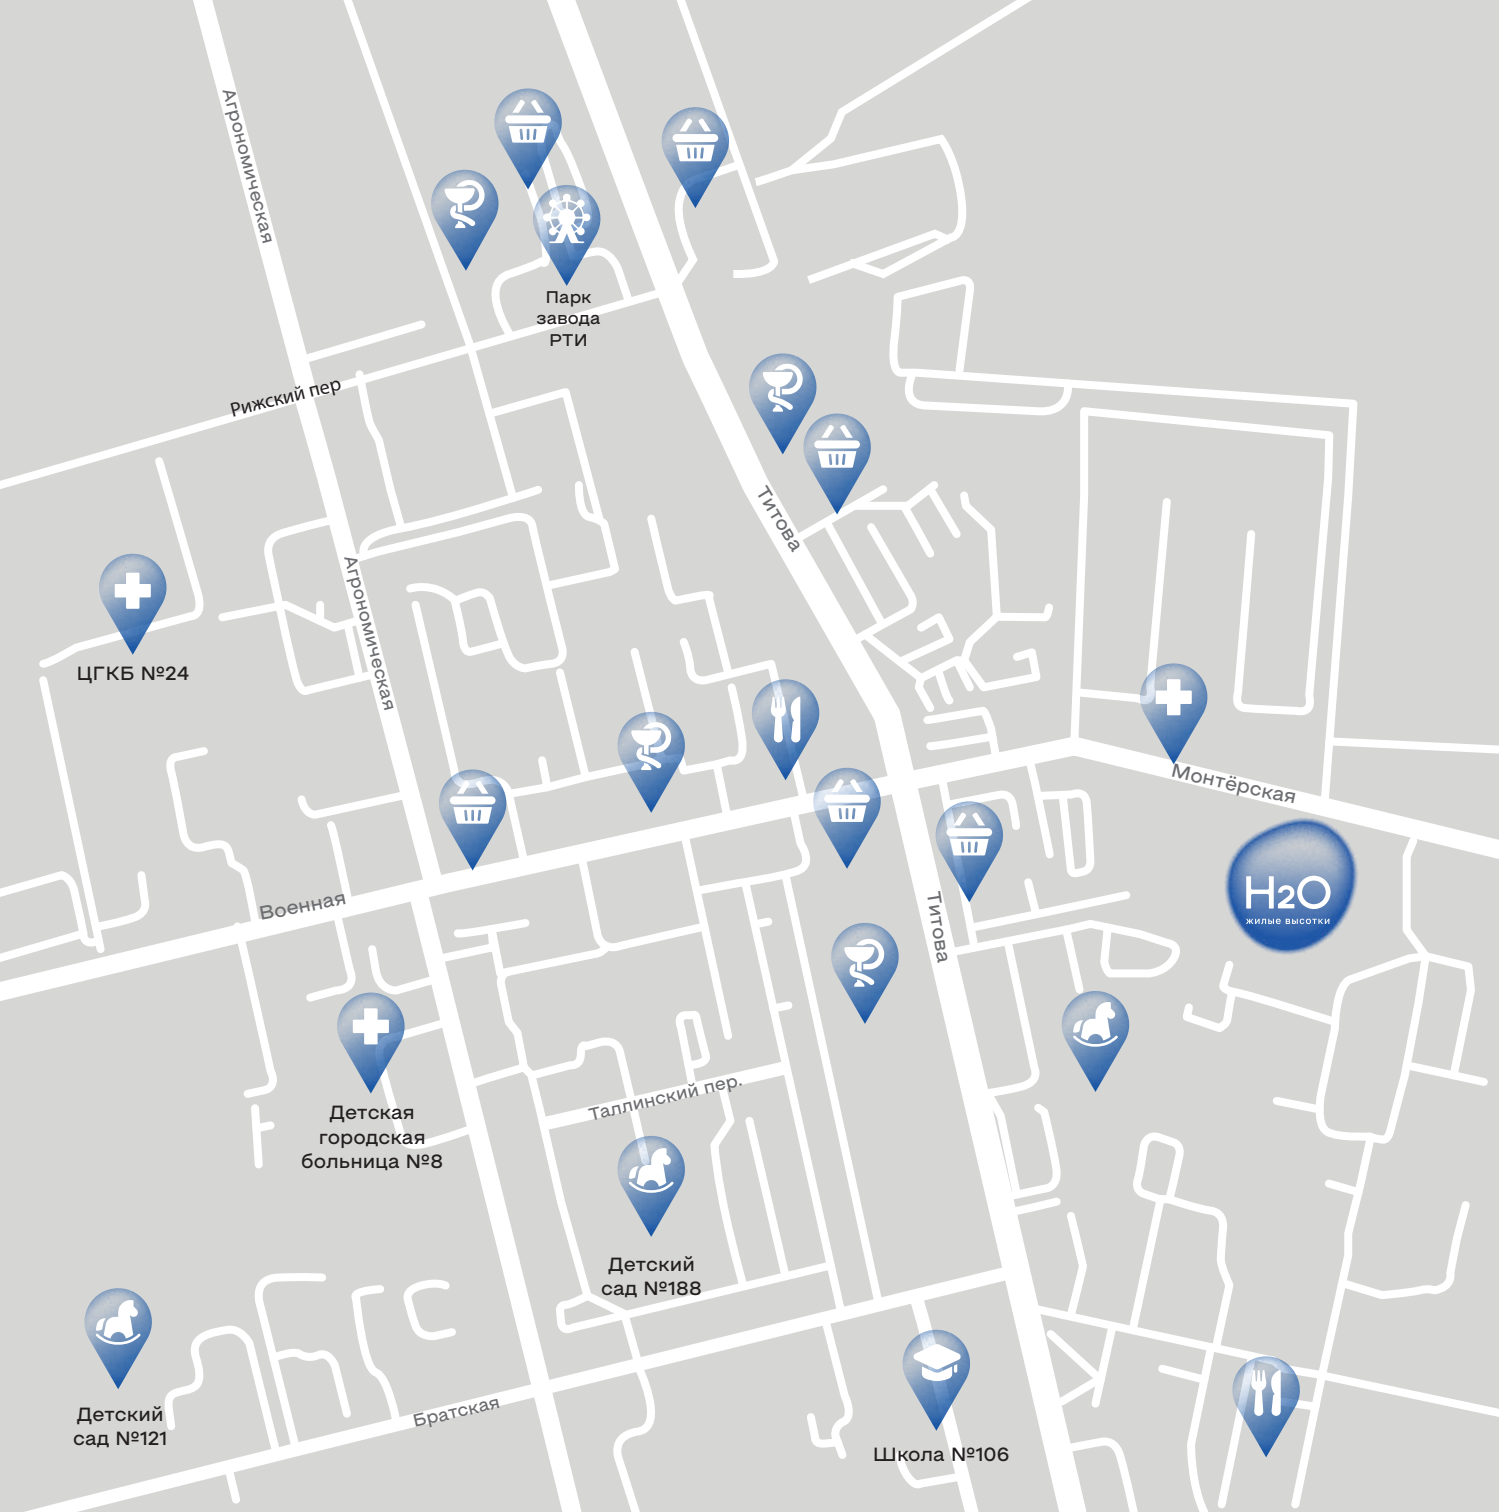 Агрономическая
Парк
завода
РТИ
Рижский пер
Титова
Агрономическая
ЦГКБ №24
Монтёрская
H2O
жилые высотки
Военная
Титова
Таллинский пер.
Детская
городская
больница №8
Детский
сад №188
Детский
сад №121
Братская
Школа №106